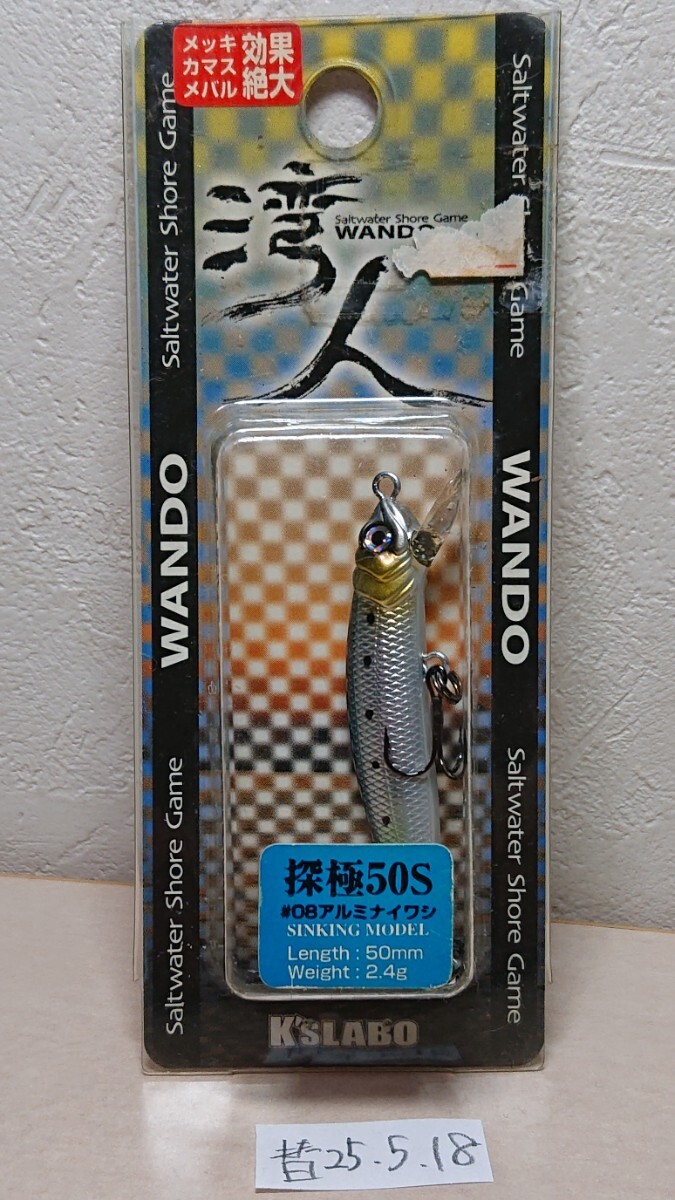 メッキ
カマス
メバル
効果
絶大
湾人
Saltwater Shore Game
WANDO
Saltwater Shore Game
WANDO
Saltwater Shore Game
Saltwater
Game
WANDO
Saltwater Shore Game
探極50S
#08アルミナイワシ
SINKING MODEL
Length : 50mm
Weight : 2.4g
K'SLABO
昔25.5.18